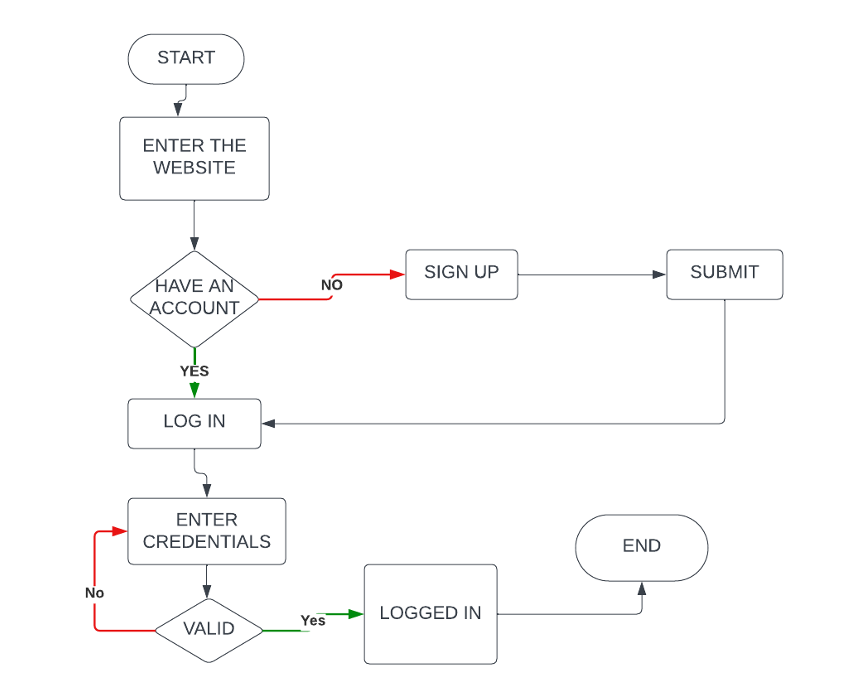 START
ENTER THE
WEBSITE
HAVE AN
ACCOUNT
NO
SIGN UP
SUBMIT
YES
LOG IN
ENTER
CREDENTIALS
No
VALID
Yes
LOGGED IN
END